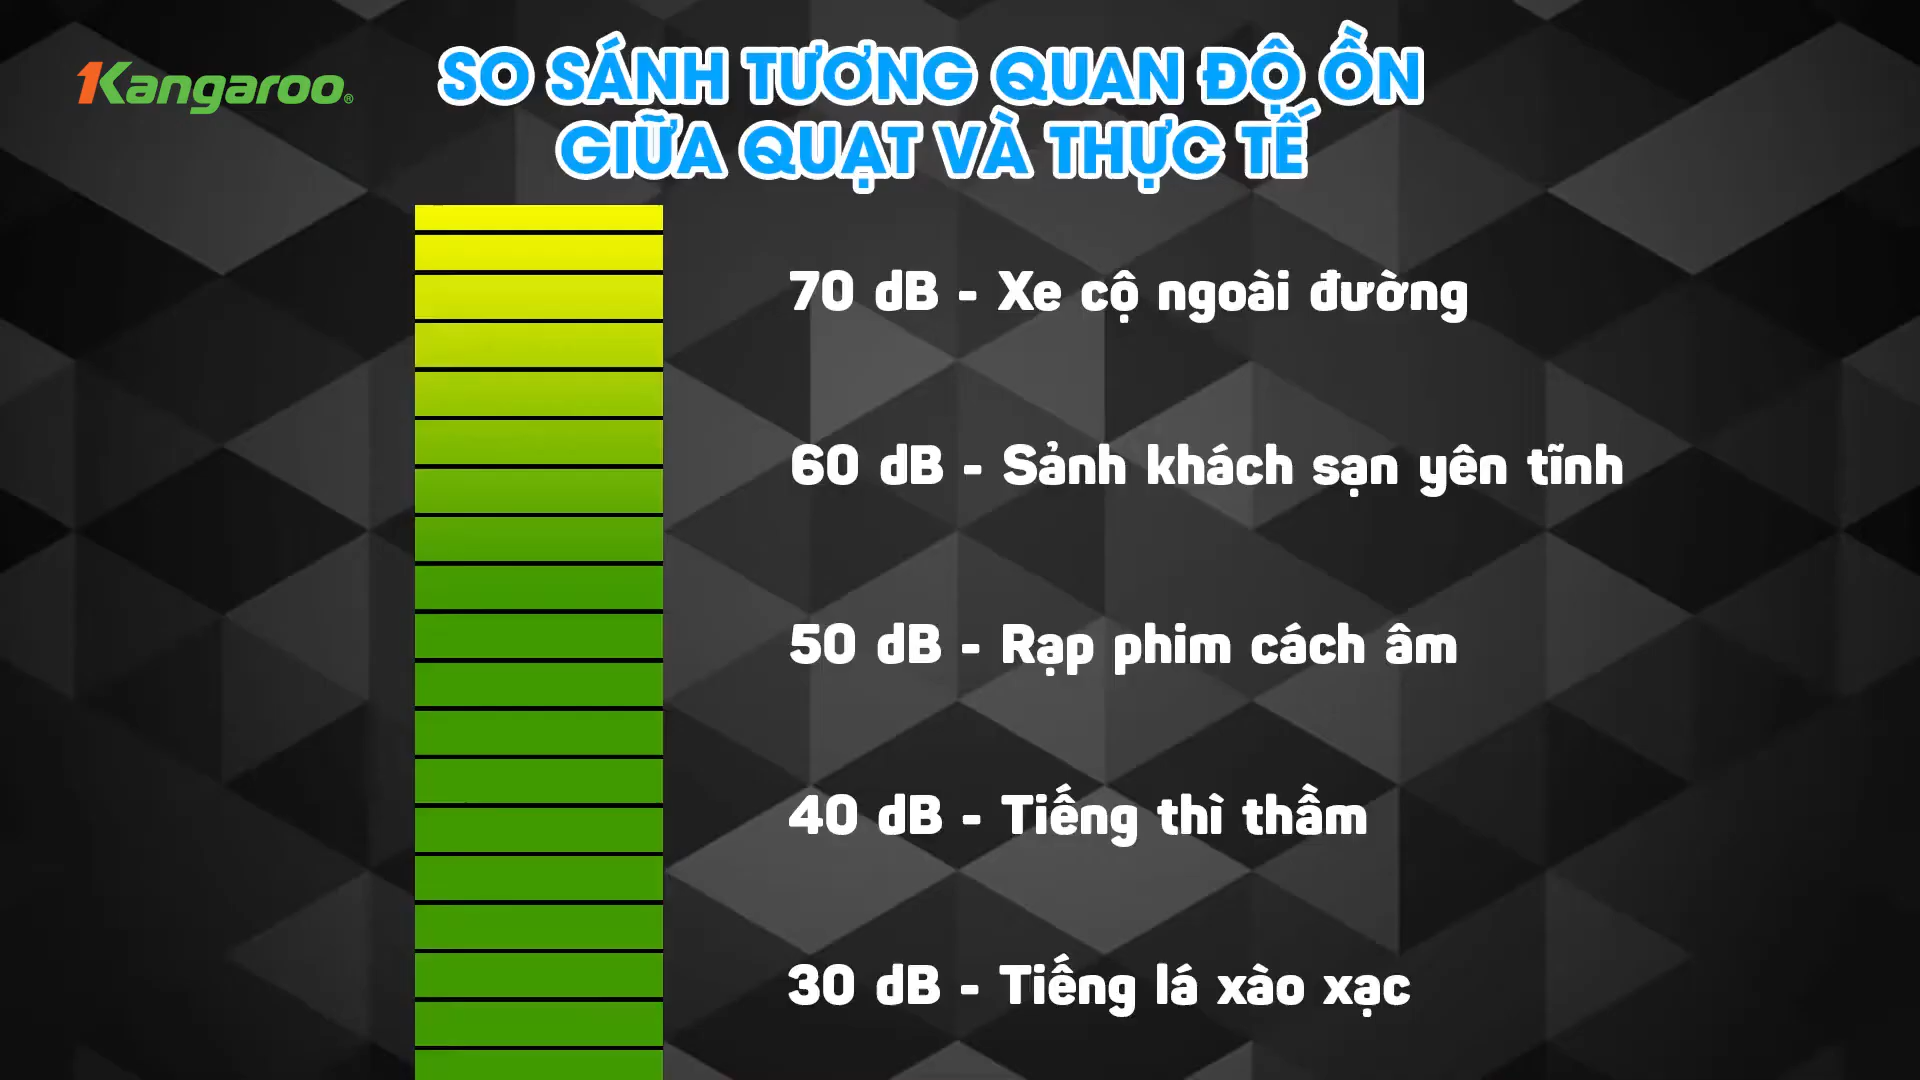 Kangaroo®
SO SÁNH TƯƠNG QUAN ĐỘ ỒN
GIỮA QUẠT VÀ THỰC TẾ
70 dB - Xe cộ ngoài đường
60 dB - Sảnh khách sạn yên tĩnh
50 dB - Rạp phim cách âm
40 dB - Tiếng thì thầm
30 dB - Tiếng lá xào xạc